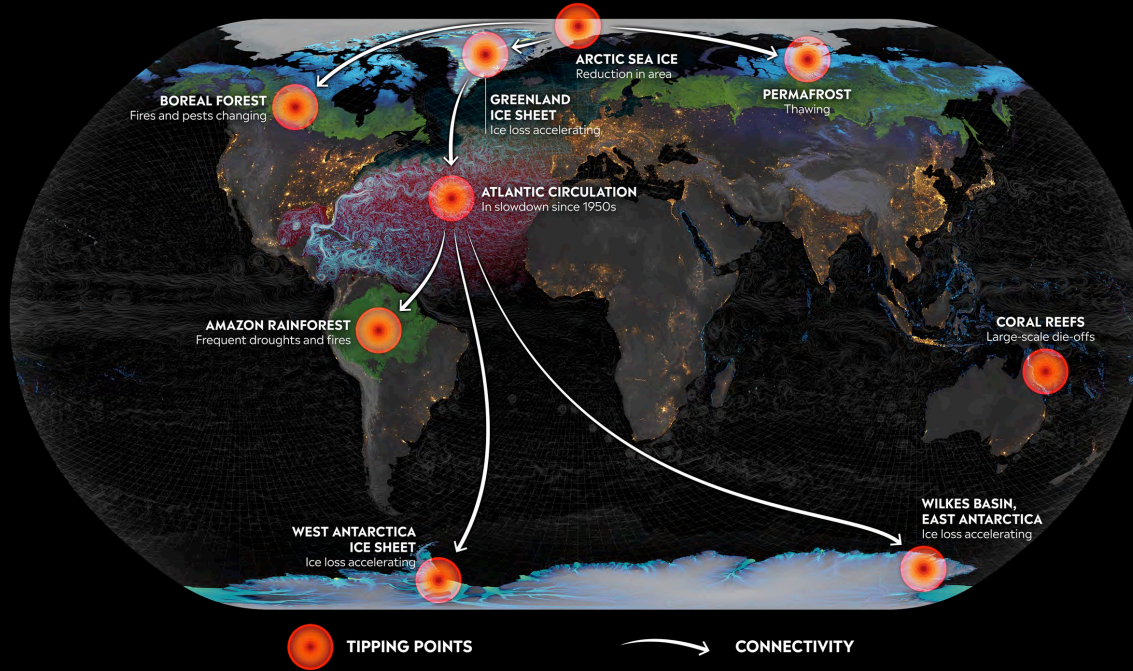 ARCTIC SEA ICE
Reduction in area
PERMAFROST
Thawing
BOREAL FOREST
Fires and pests changing
GREENLAND
ICE SHEET
Ice loss accelerating
ATLANTIC CIRCULATION
In slowdown since 1950s
AMAZON RAINFOREST
Frequent droughts and fires
CORAL REEFS
Large-scale die-offs
WEST ANTARCTICA
ICE SHEET
Ice loss accelerating
WILKES BASIN,
EAST ANTARCTICA
Ice loss accelerating
TIPPING POINTS
CONNECTIVITY